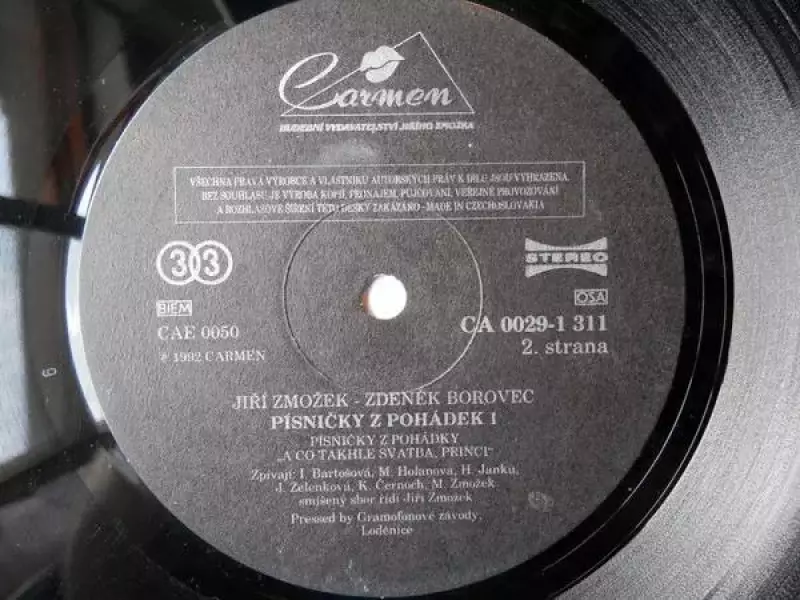 Carmen
HUDEBNÍ VYDAVATELSTVÍ JIŘÍHO ZMOŽKA
VŠECHNA PRÁVA VÝROBCE A VLASTNÍKU AUTORSKÝCH PRÁV K DÍLU JSOU VYHRAZENA.
BEZ SOUHLASU JE VÝROBA KOPIÍ, PRONÁJEM, PŮJČOVÁNÍ, VEŘEJNÉ PROVOZOVÁNÍ
A ROZHLASOVÉ ŠÍŘENÍ TÉTO DESKY ZAKÁZÁNO - MADE IN CZECHOSLOVAKIA
33
STEREO
BIEM
OSA
CAE 0050
CA 0029-1 311
℗ 1992 CARMEN
2. strana
JIŘÍ ZMOŽEK - ZDENĚK BOROVEC
PÍSNIČKY Z POHÁDEK 1
PÍSNIČKY Z POHÁDKY
„A CO TAKHLE SVATBA, PRINCI"
Zpívají: I. Bartošová, M. Holanová, H. Janků,
J. Zelenková, K. Černoch, M. Zmožek
smíšený sbor řídí Jiří Zmožek
Pressed by Gramofonové závody,
Loděnice